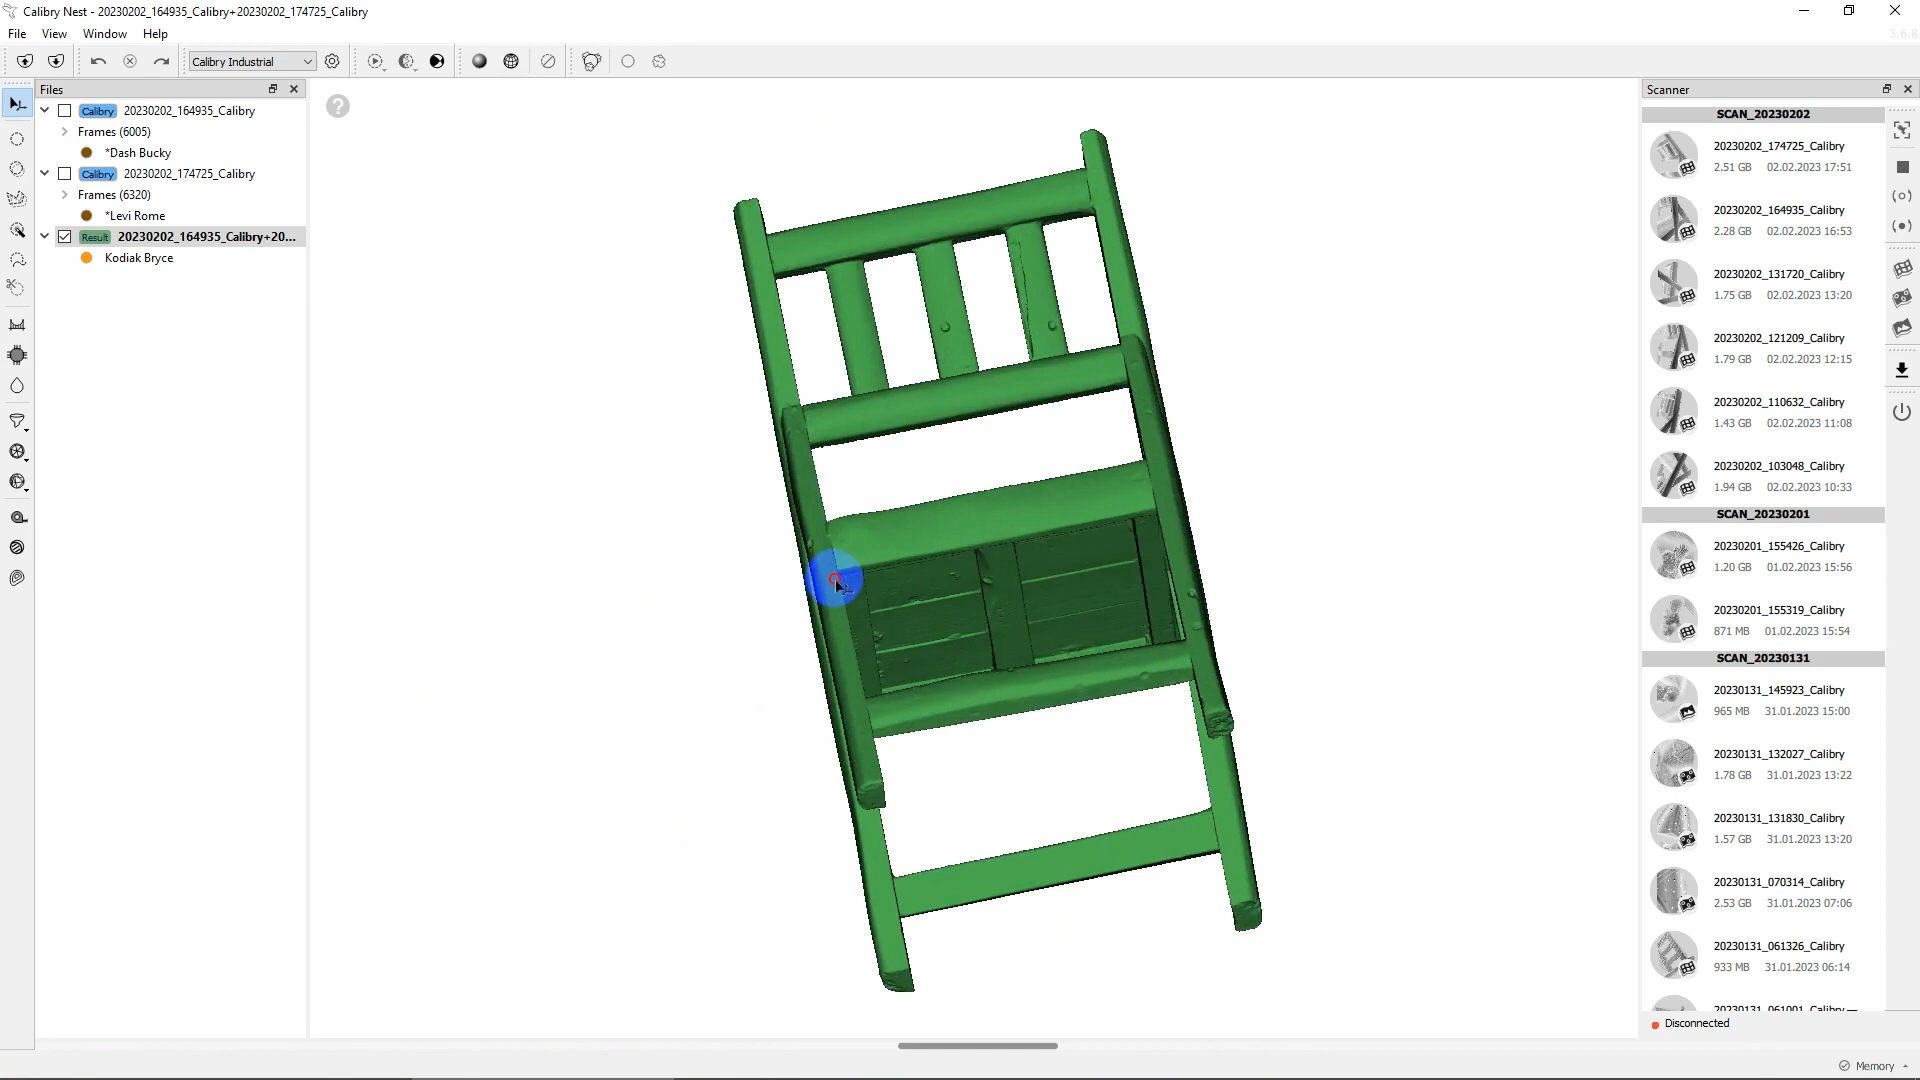 Calibry Nest - 20230202_164935_Calibry+20230202_174725_Calibry
File View Window Help
3.6.8
Calibry Industrial
Files
Calibry 20230202_164935_Calibry
Frames (6005)
*Dash Bucky
Calibry 20230202_174725_Calibry
Frames (6320)
*Levi Rome
Result 20230202_164935_Calibry+20...
Kodiak Bryce
?
Scanner
SCAN_20230202
20230202_174725_Calibry
2.51 GB 02.02.2023 17:51
20230202_164935_Calibry
2.28 GB 02.02.2023 16:53
20230202_131720_Calibry
1.75 GB 02.02.2023 13:20
20230202_121209_Calibry
1.79 GB 02.02.2023 12:15
20230202_110632_Calibry
1.43 GB 02.02.2023 11:08
20230202_103048_Calibry
1.94 GB 02.02.2023 10:33
SCAN_20230201
20230201_155426_Calibry
1.20 GB 01.02.2023 15:56
20230201_155319_Calibry
871 MB 01.02.2023 15:54
SCAN_20230131
20230131_145923_Calibry
965 MB 31.01.2023 15:00
20230131_132027_Calibry
1.78 GB 31.01.2023 13:22
20230131_131830_Calibry
1.57 GB 31.01.2023 13:20
20230131_070314_Calibry
2.53 GB 31.01.2023 07:06
20230131_061326_Calibry
933 MB 31.01.2023 06:14
20230131_061001_Calibry
Disconnected
Memory